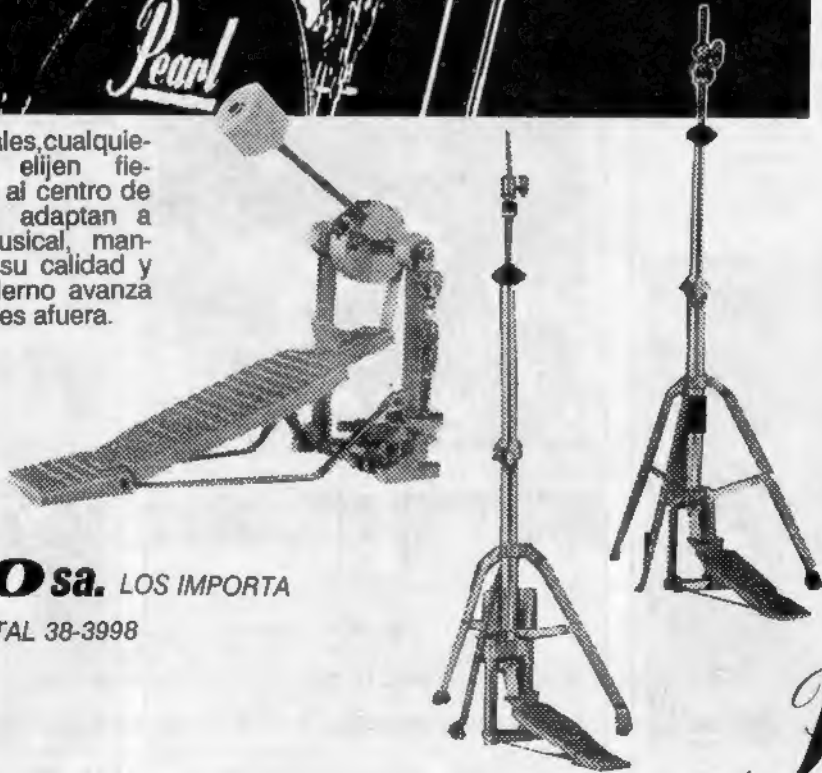 Pearl
ales,cualquie-
elijen fie-
al centro de
adaptan a
usical, man-
su calidad y
derno avanza
es afuera.
O sa. LOS IMPORTA
TAL 38-3998